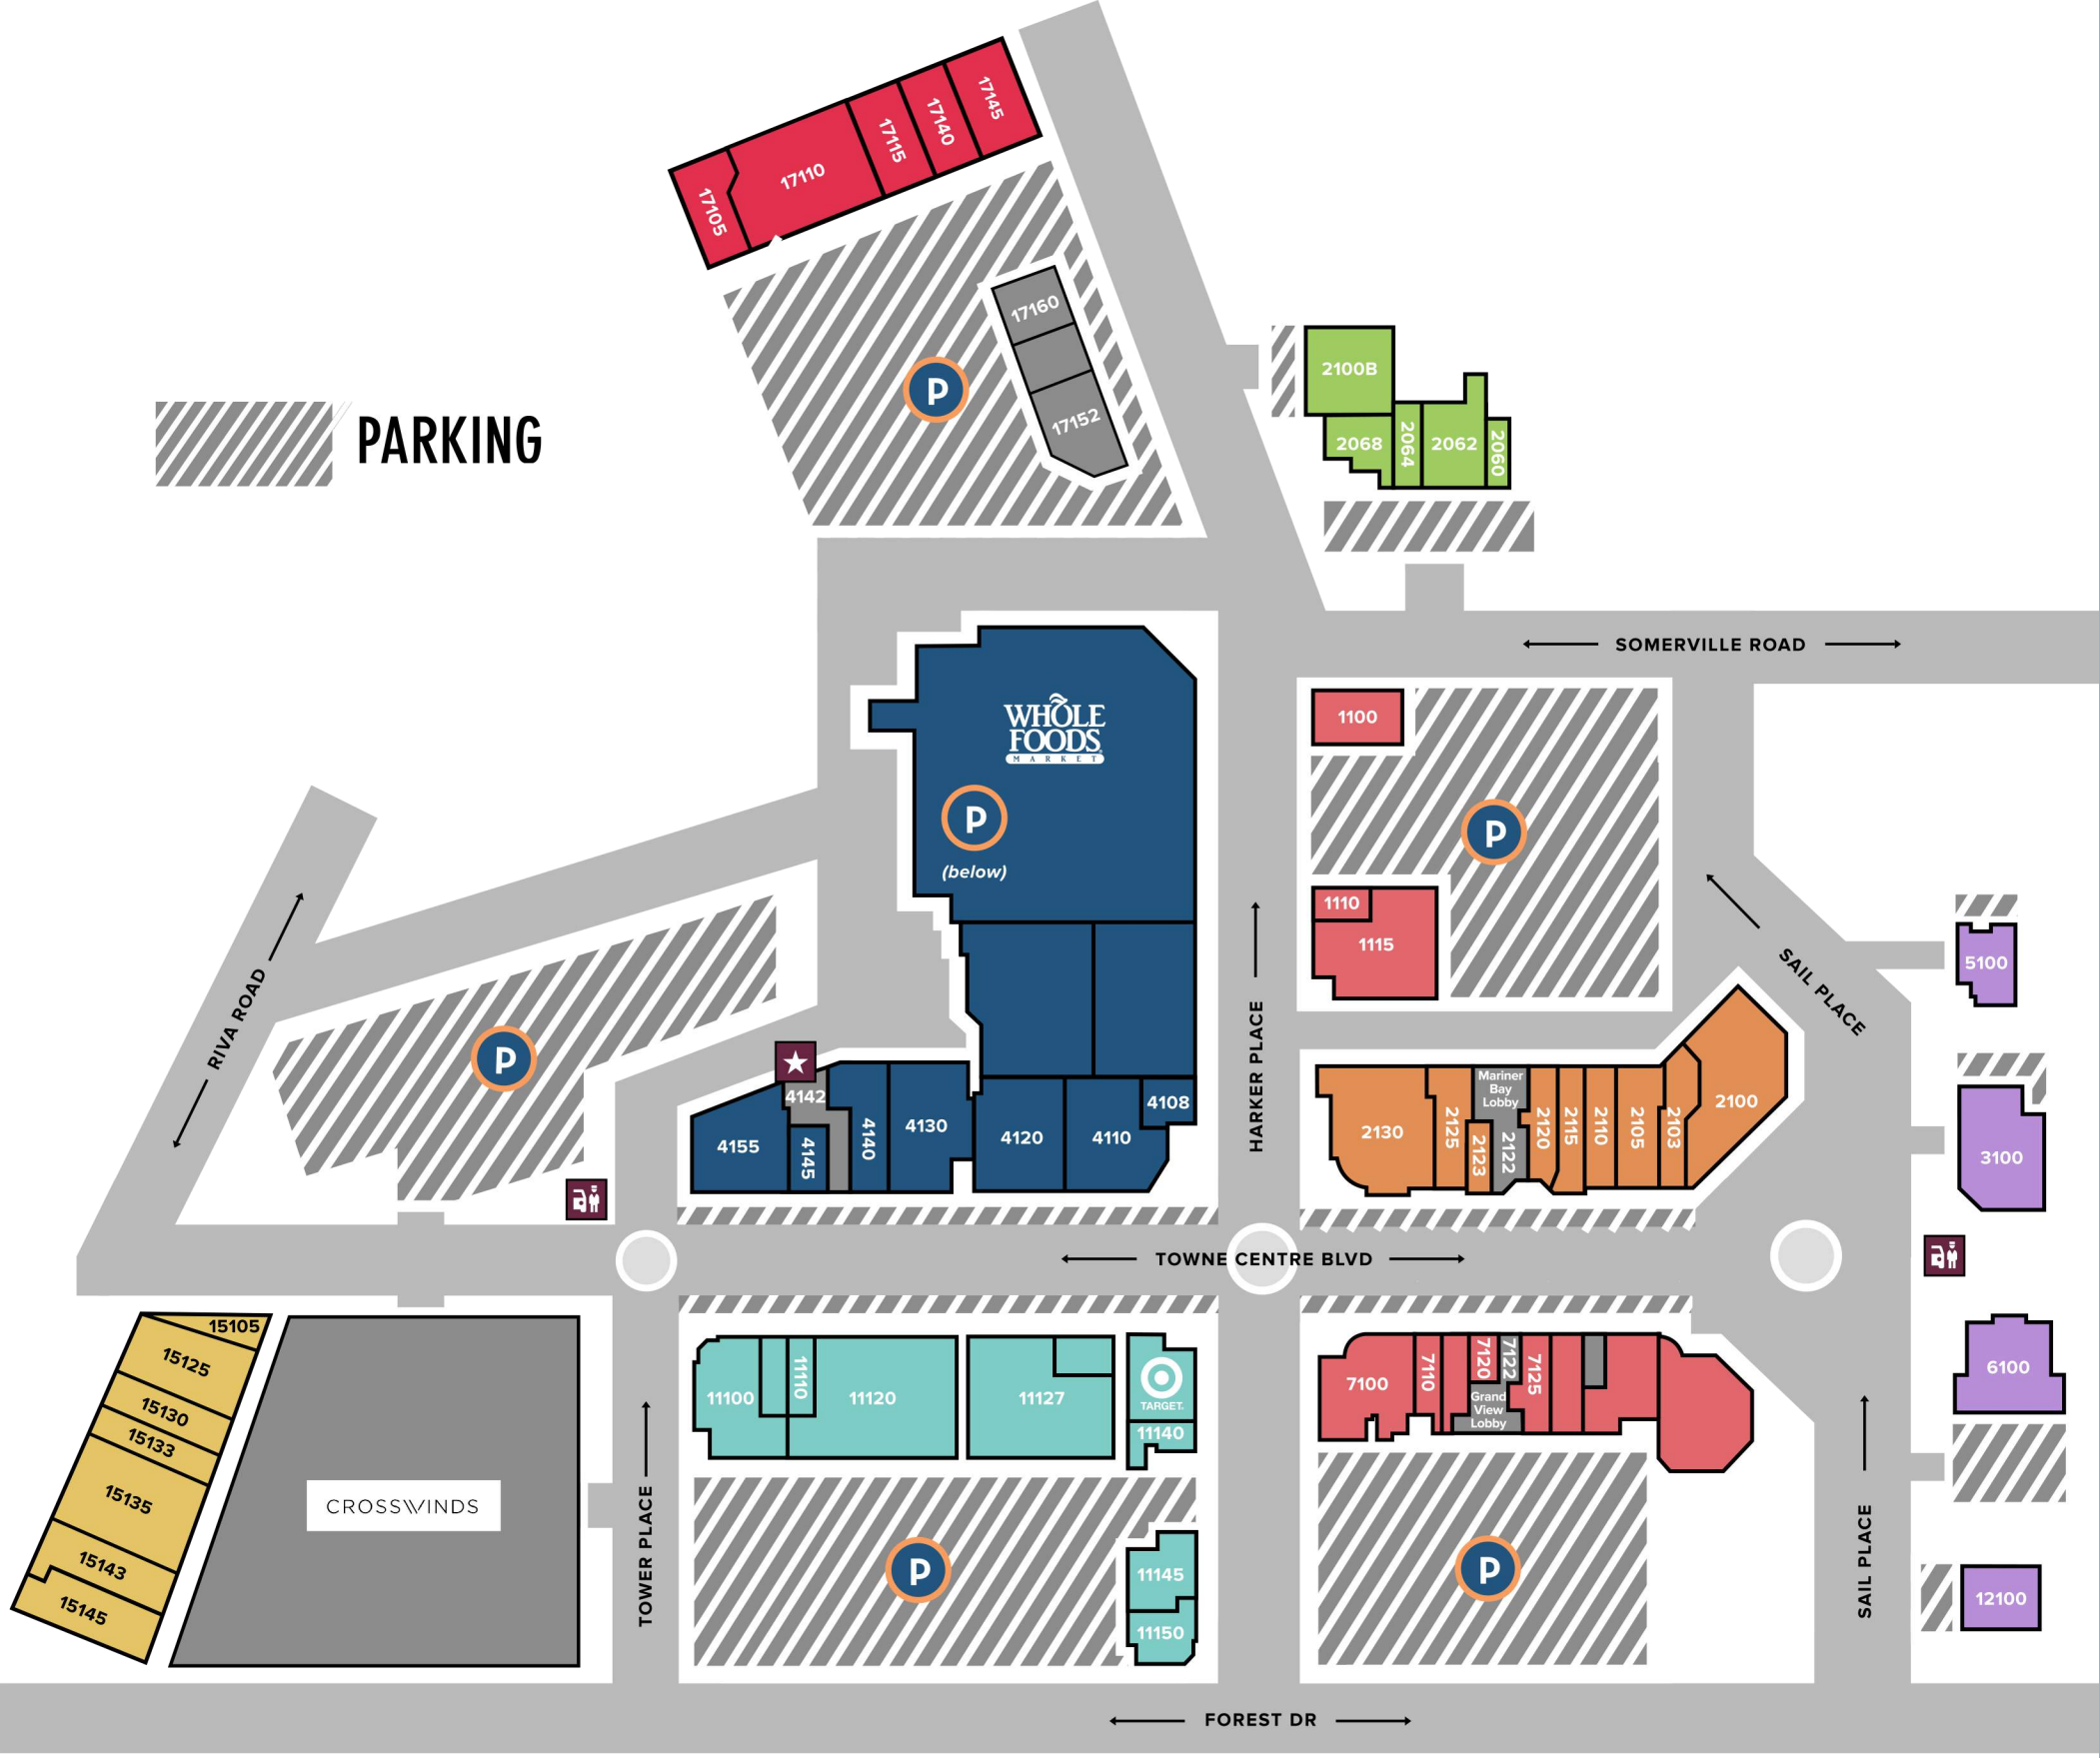 17145
17140
17115
17110
17105
17160
17152
P
PARKING
2100B
2068
2064
2062
2060
SOMERVILLE ROAD
WHOLE
FOODS
MARKET
P
(below)
1100
P
1110
1115
HARKER PLACE
SAIL PLACE
5100
3100
RIVA ROAD
P
4142
4155
4145
4140
4130
4120
4110
4108
2130
2125
Mariner
Bay
Lobby
2123
2122
2120
2115
2110
2105
2103
2100
TOWNE CENTRE BLVD
15105
15125
15130
15133
15135
15143
15145
CROSSWINDS
TOWER PLACE
11100
11110
11120
11127
TARGET.
11140
P
11145
11150
7100
7110
7120
7122
7125
Grand
View
Lobby
P
SAIL PLACE
6100
12100
FOREST DR